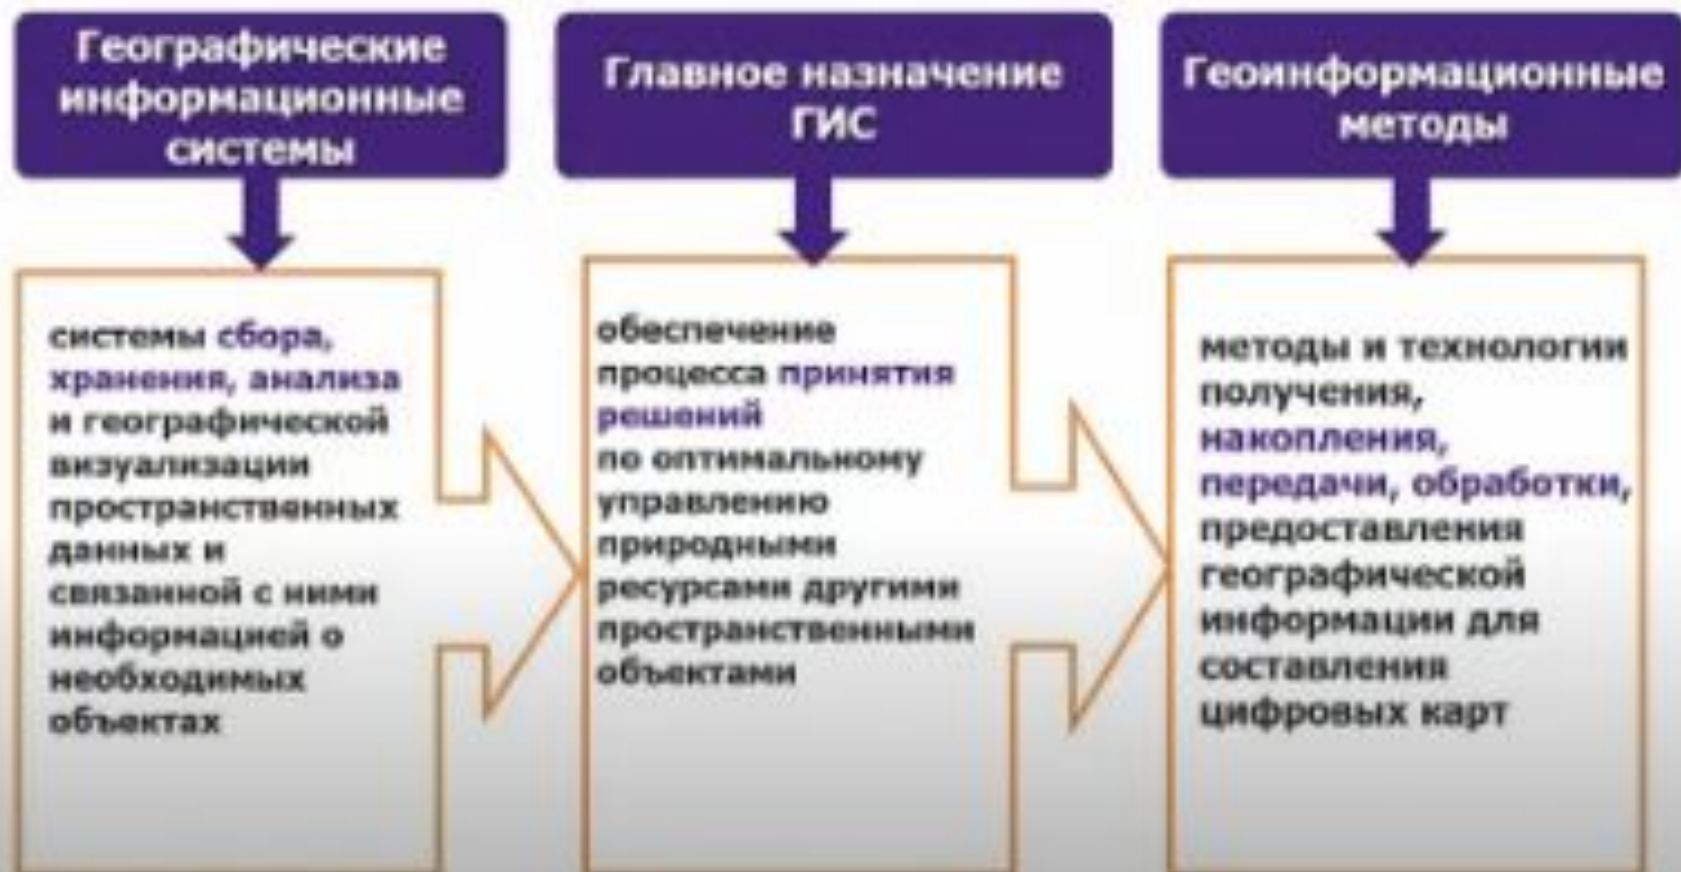 Географические
информационные
системы
системы сбора,
хранения, анализа
и географической
визуализации
пространственных
данных и
связанной с ними
информацией о
необходимых
объектах
Главное назначение
ГИС
обеспечение
процесса принятия
решений
по оптимальному
управлению
природными
ресурсами другими
пространственными
объектами
Геоинформационные
методы
методы и технологии
получения,
накопления,
передачи, обработки,
предоставления
географической
информации для
составления
цифровых карт